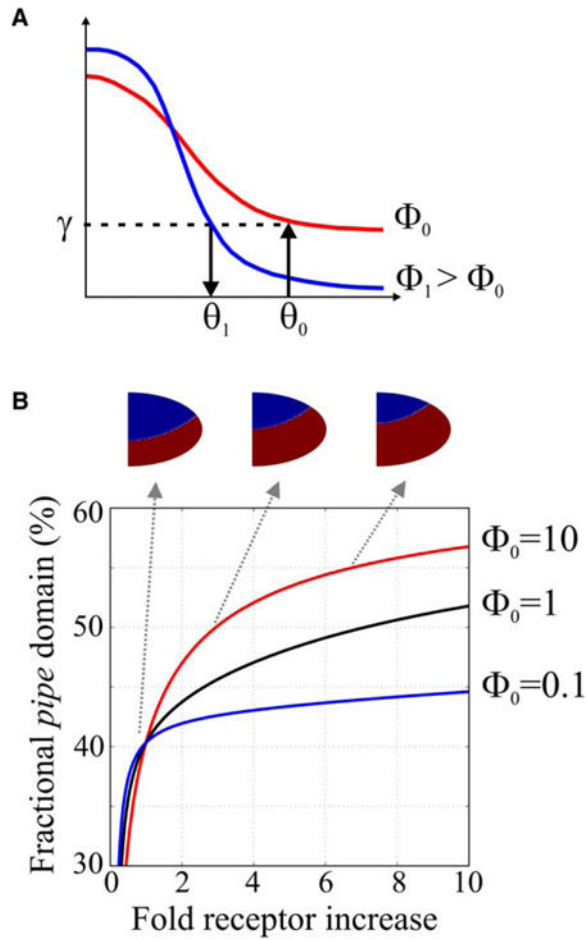 A
γ
Φ₀
Φ₁ > Φ₀
θ₁
θ₀
B
Fractional pipe domain (%)
60
50
40
30
Φ₀=10
Φ₀=1
Φ₀=0.1
0
2
4
6
8
10
Fold receptor increase